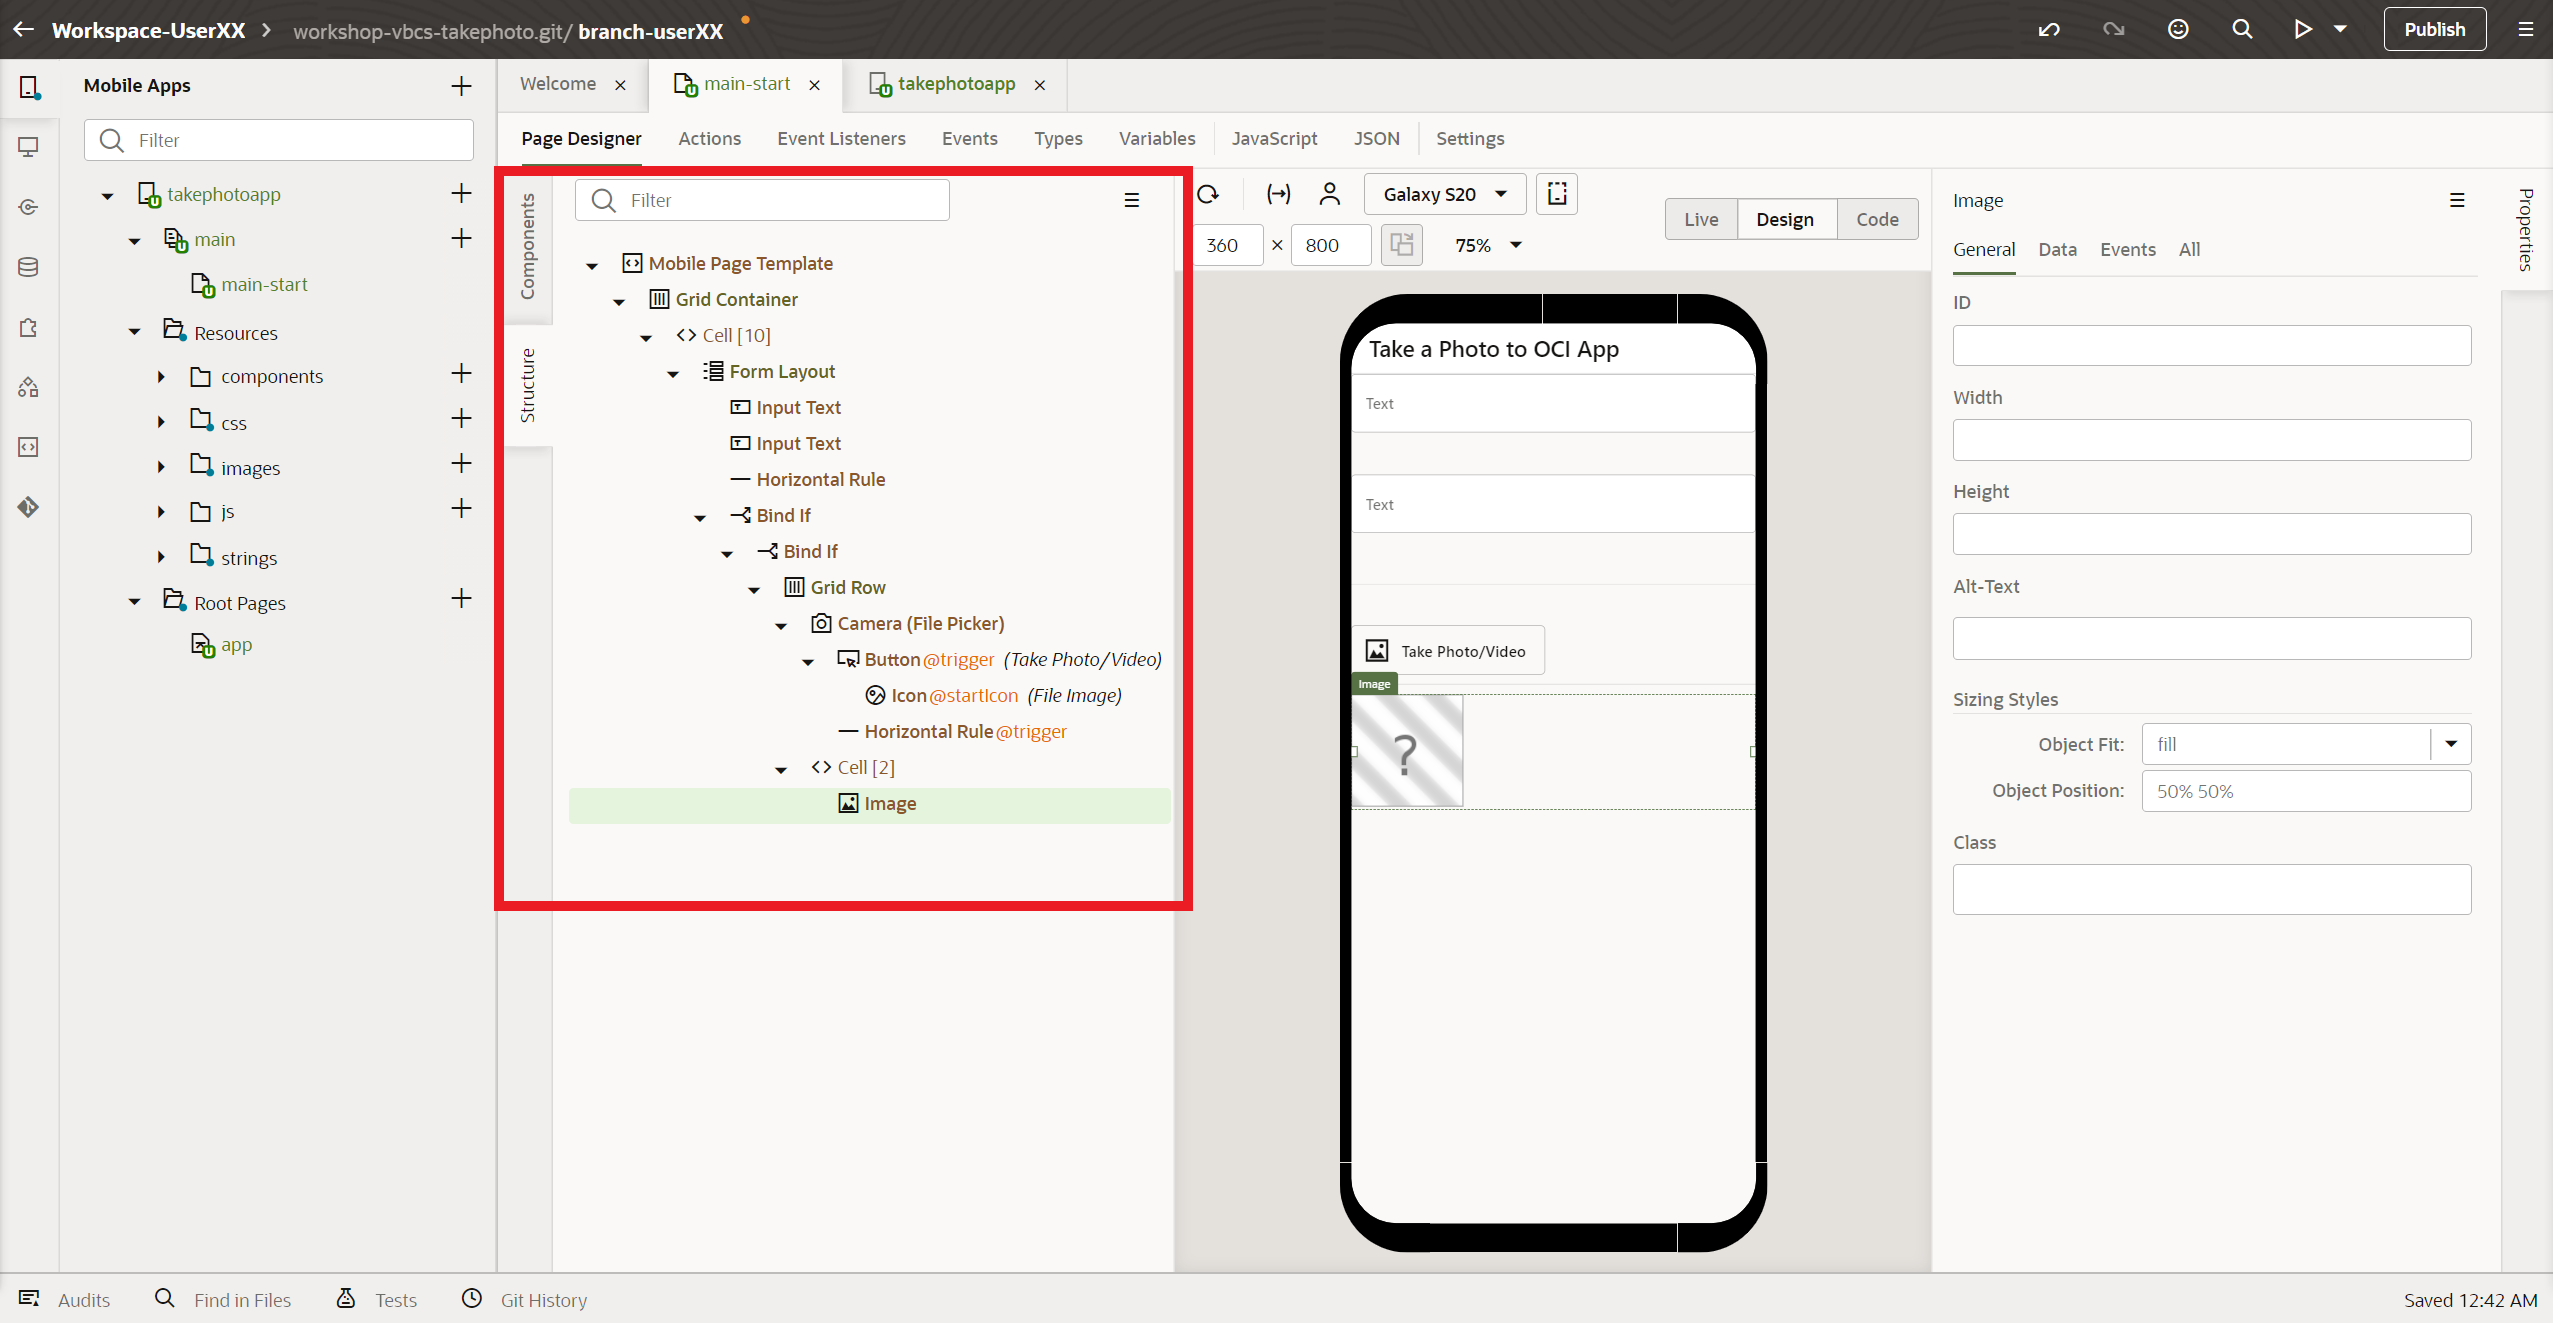 Workspace-UserXX > workshop-vbcs-takephoto.git/ branch-userXX
Publish
Mobile Apps
Filter
takephotoapp
main
main-start
Resources
components
css
images
js
strings
Root Pages
app
Welcome
main-start
takephotoapp
Page Designer
Actions
Event Listeners
Events
Types
Variables
JavaScript
JSON
Settings
Components
Structure
Filter
Mobile Page Template
Grid Container
Cell [10]
Form Layout
Input Text
Input Text
Horizontal Rule
Bind If
Bind If
Grid Row
Camera (File Picker)
Button@trigger (Take Photo/Video)
Icon@startIcon (File Image)
Horizontal Rule@trigger
Cell [2]
Image
Galaxy S20
360 × 800
75%
Live
Design
Code
Take a Photo to OCI App
Text
Text
Take Photo/Video
Image
?
Image
General
Data
Events
All
ID
Width
Height
Alt-Text
Sizing Styles
Object Fit: fill
Object Position: 50% 50%
Class
Properties
Audits
Find in Files
Tests
Git History
Saved 12:42 AM